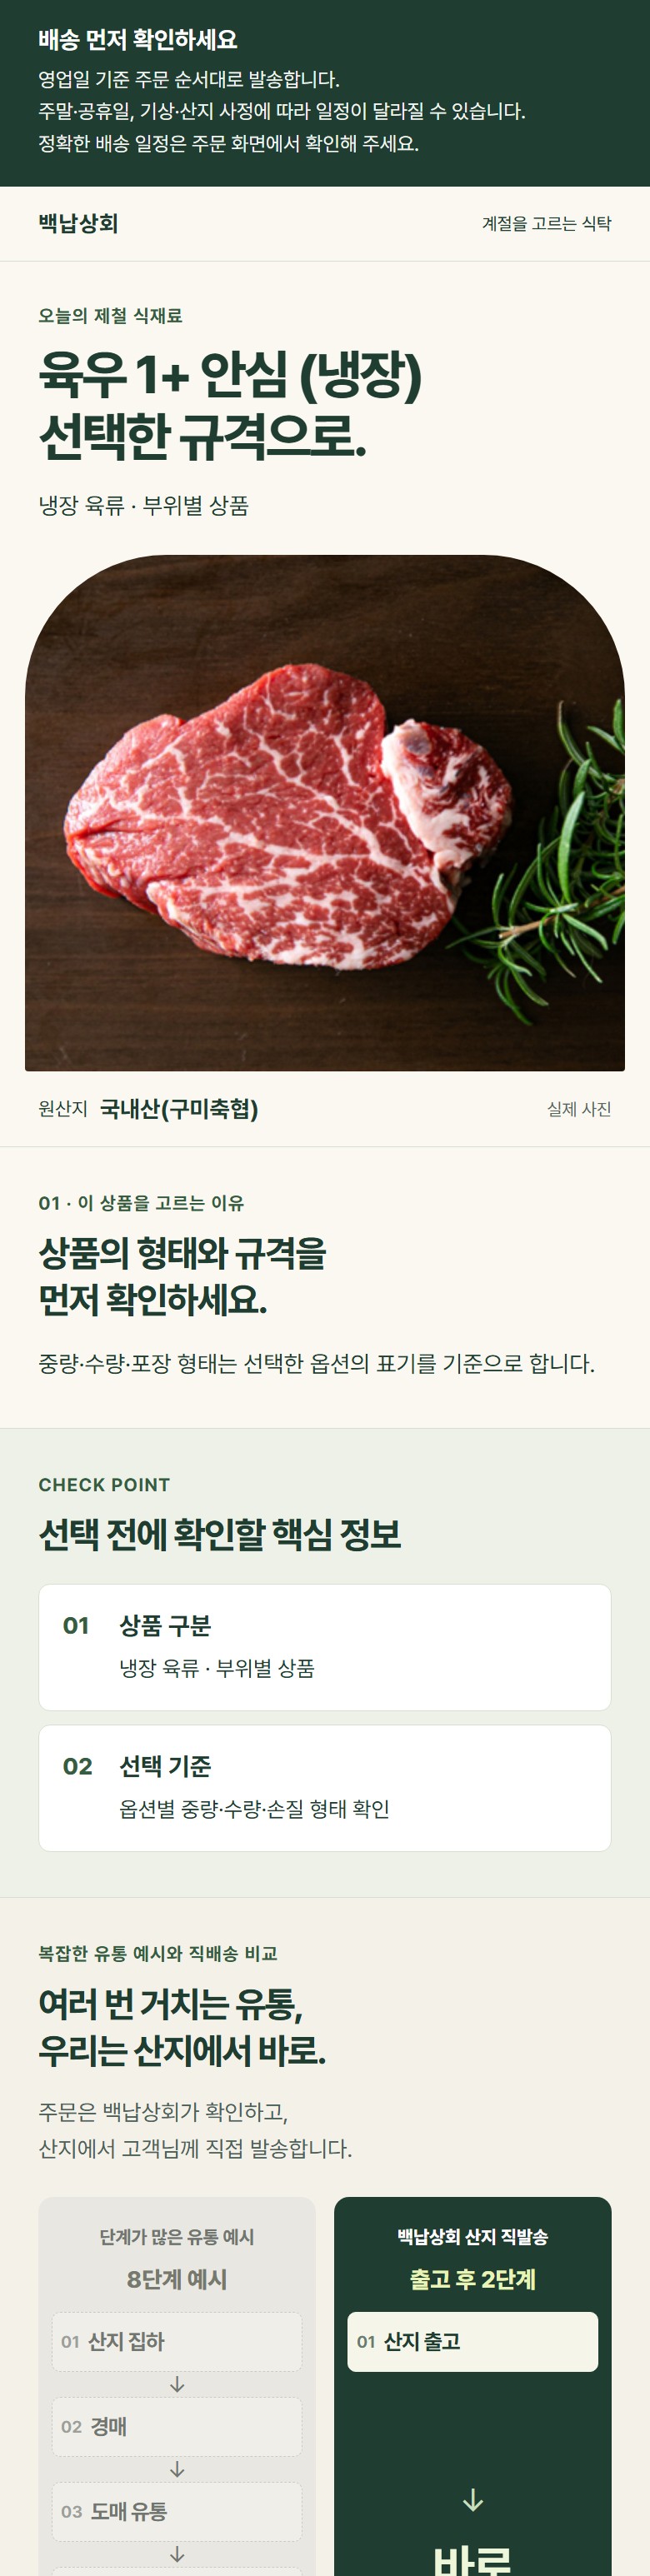 배송 먼저 확인하세요
영업일 기준 주문 순서대로 발송합니다.
주말·공휴일, 기상·산지 사정에 따라 일정이 달라질 수 있습니다.
정확한 배송 일정은 주문 화면에서 확인해 주세요.
백납상회
계절을 고르는 식탁
오늘의 제철 식재료
육우 1+ 안심 (냉장)
선택한 규격으로.
냉장 육류 · 부위별 상품
원산지 국내산(구미축협)
실제 사진
01 · 이 상품을 고르는 이유
상품의 형태와 규격을
먼저 확인하세요.
중량·수량·포장 형태는 선택한 옵션의 표기를 기준으로 합니다.
CHECK POINT
선택 전에 확인할 핵심 정보
01 상품 구분
냉장 육류 · 부위별 상품
02 선택 기준
옵션별 중량·수량·손질 형태 확인
복잡한 유통 예시와 직배송 비교
여러 번 거치는 유통,
우리는 산지에서 바로.
주문은 백납상회가 확인하고,
산지에서 고객님께 직접 발송합니다.
단계가 많은 유통 예시
8단계 예시
01 산지 집하
↓
02 경매
↓
03 도매 유통
↓
백납상회 산지 직발송
출고 후 2단계
01 산지 출고
↓
바로